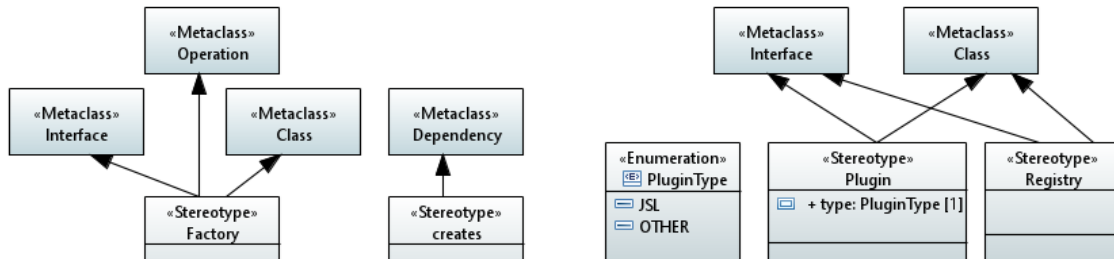 «Metaclass»
Operation
«Metaclass»
Interface
«Metaclass»
Class
«Metaclass»
Dependency
«Stereotype»
Factory
«Stereotype»
creates
«Metaclass»
Interface
«Metaclass»
Class
«Enumeration»
«E» PluginType
JSL
OTHER
«Stereotype»
Plugin
+ type: PluginType [1]
«Stereotype»
Registry